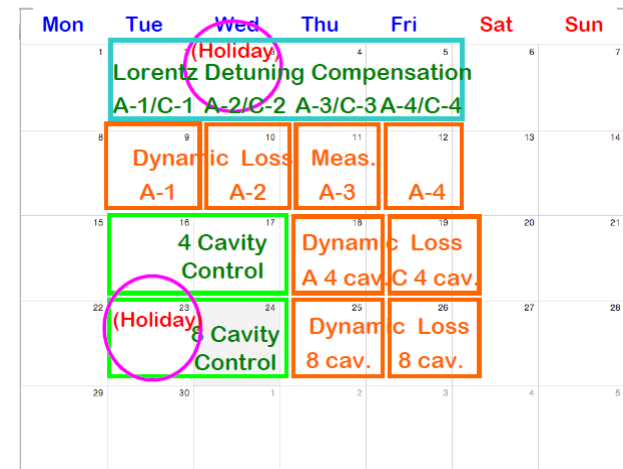 Mon Tue Wed Thu Fri Sat Sun
1 3 4 5 6 7
(Holiday)
Lorentz Detuning Compensation
A-1/C-1 A-2/C-2 A-3/C-3 A-4/C-4
8 9 10 11 12 13 14
Dynamic Loss Meas.
A-1 A-2 A-3 A-4
15 16 17 18 19 20 21
4 Cavity Dynamic Loss
Control A 4 cav. C 4 cav.
22 23 24 25 26 27 28
(Holiday)
8 Cavity Dynamic Loss
Control 8 cav. 8 cav.
29 30 1 2 3 4 5